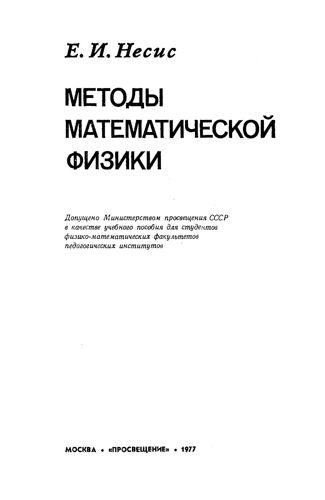 Е. И. Несис
МЕТОДЫ
МАТЕМАТИЧЕСКОЙ
ФИЗИКИ
Допущено Министерством просвещения СССР
в качестве учебного пособия для студентов
физико-математических факультетов
педагогических институтов
МОСКВА • «ПРОСВЕЩЕНИЕ» • 1977